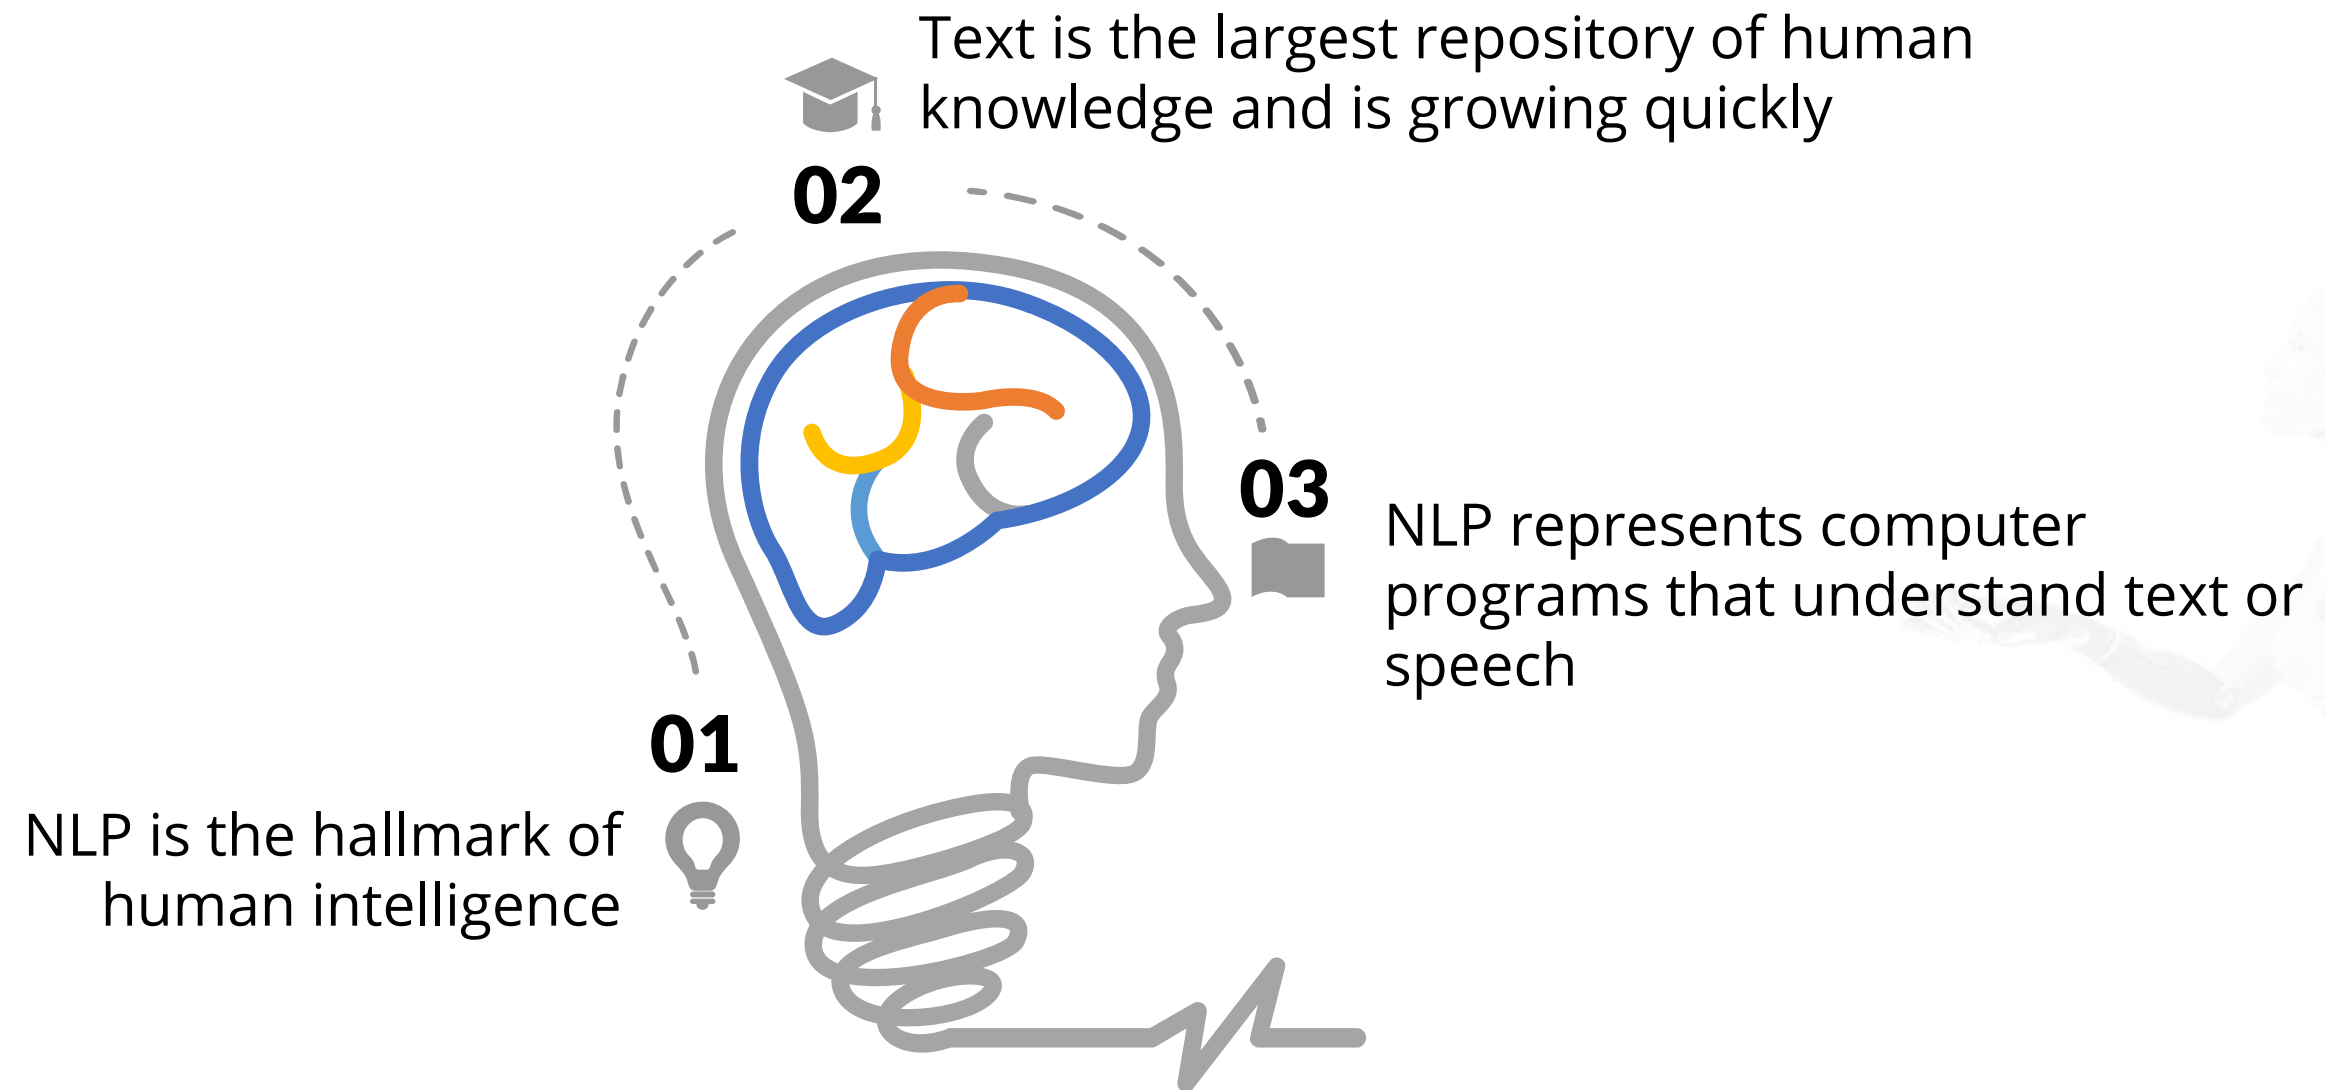 Text is the largest repository of human
knowledge and is growing quickly
02
03
NLP represents computer
programs that understand text or
speech
01
NLP is the hallmark of
human intelligence